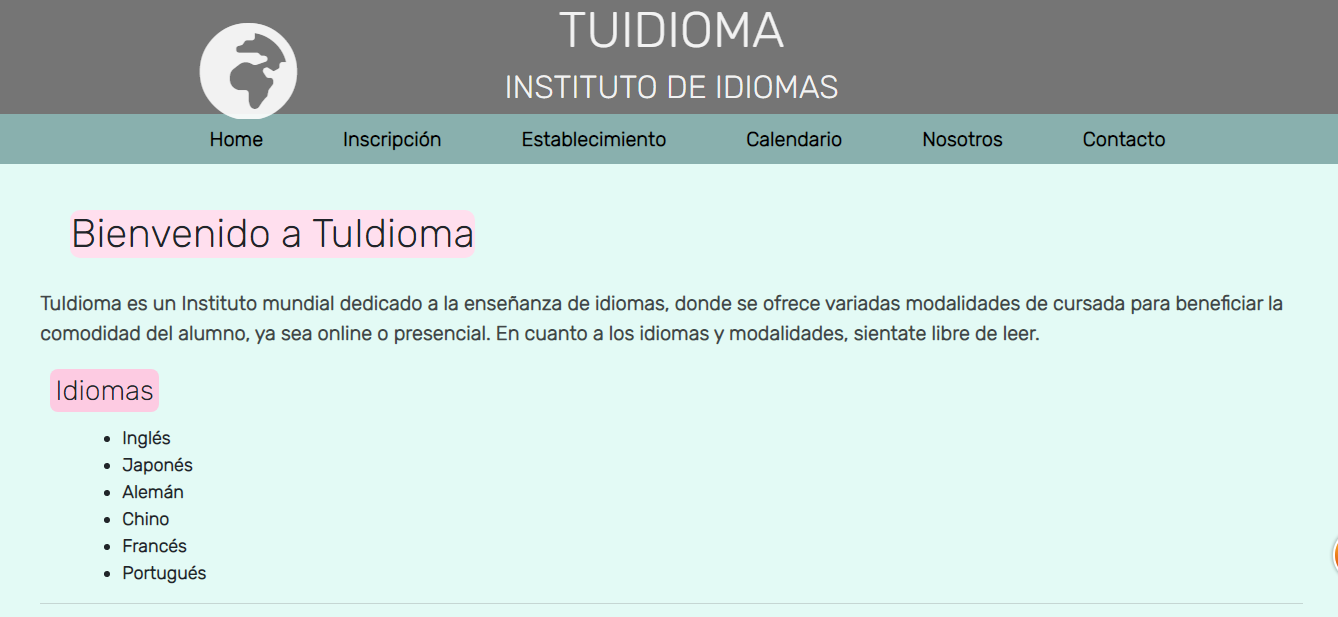 TUIDIOMA
INSTITUTO DE IDIOMAS
Home Inscripción Establecimiento Calendario Nosotros Contacto
Bienvenido a TuIdioma
TuIdioma es un Instituto mundial dedicado a la enseñanza de idiomas, donde se ofrece variadas modalidades de cursada para beneficiar la
comodidad del alumno, ya sea online o presencial. En cuanto a los idiomas y modalidades, sientate libre de leer.
Idiomas
• Inglés
• Japonés
• Alemán
• Chino
• Francés
• Portugués